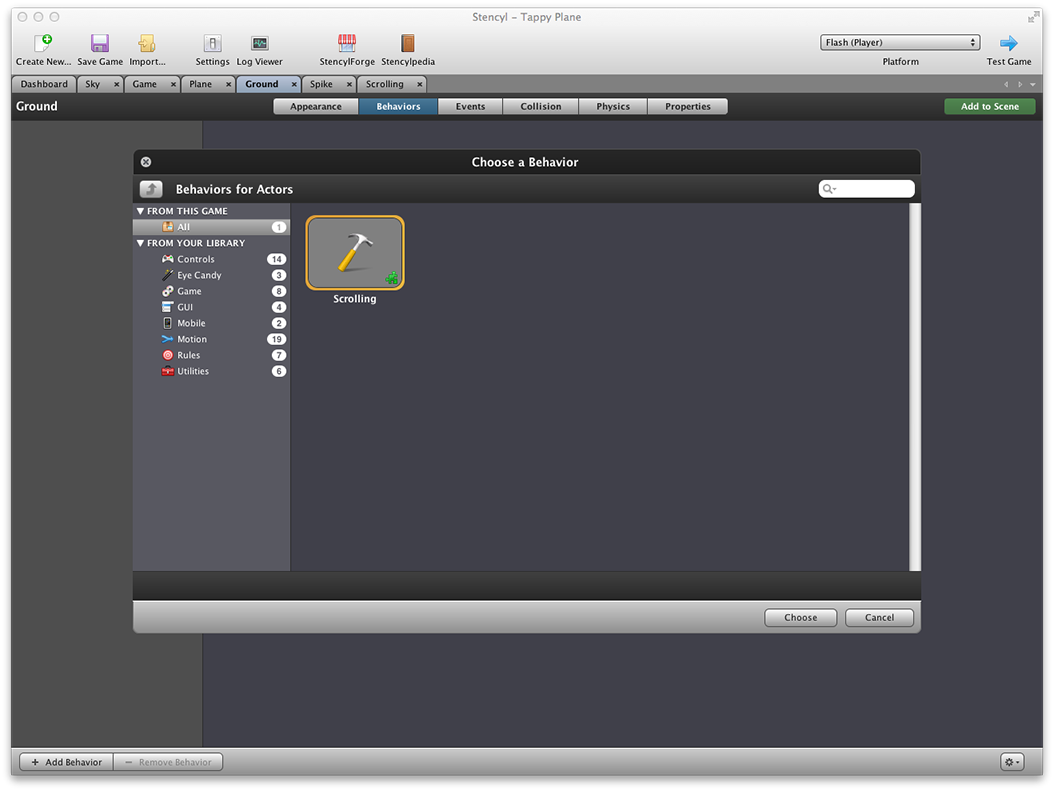 Stencyl – Tappy Plane
Create New... Save Game Import... Settings Log Viewer StencylForge Stencylpedia Flash (Player) Platform Test Game
Dashboard Sky Game Plane Ground Spike Scrolling
Ground Appearance Behaviors Events Collision Physics Properties Add to Scene
Choose a Behavior
Behaviors for Actors
FROM THIS GAME
All 1
FROM YOUR LIBRARY
Controls 14
Eye Candy 3
Game 8
GUI 4
Mobile 2
Motion 19
Rules 7
Utilities 6
Scrolling
Choose Cancel
+ Add Behavior − Remove Behavior